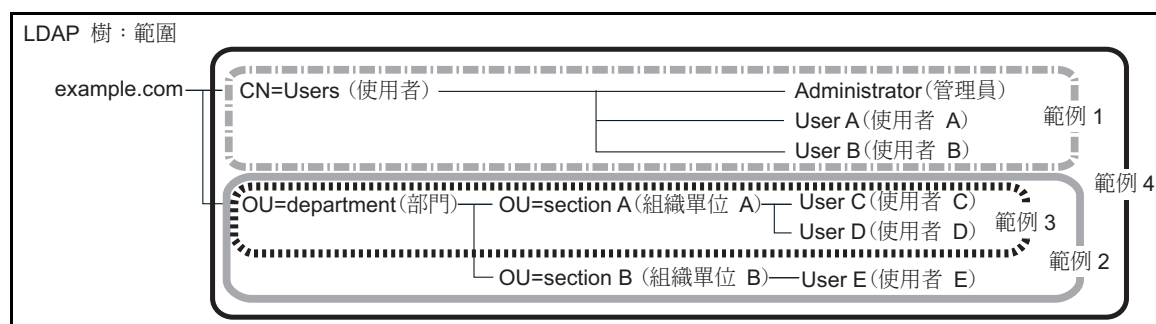 LDAP 樹：範圍
example.com CN=Users（使用者） Administrator（管理員）
User A（使用者 A） 範例 1
User B（使用者 B）
範例 4
OU=department（部門） OU=section A（組織單位 A） User C（使用者 C）
User D（使用者 D） 範例 3
範例 2
OU=section B（組織單位 B） User E（使用者 E）